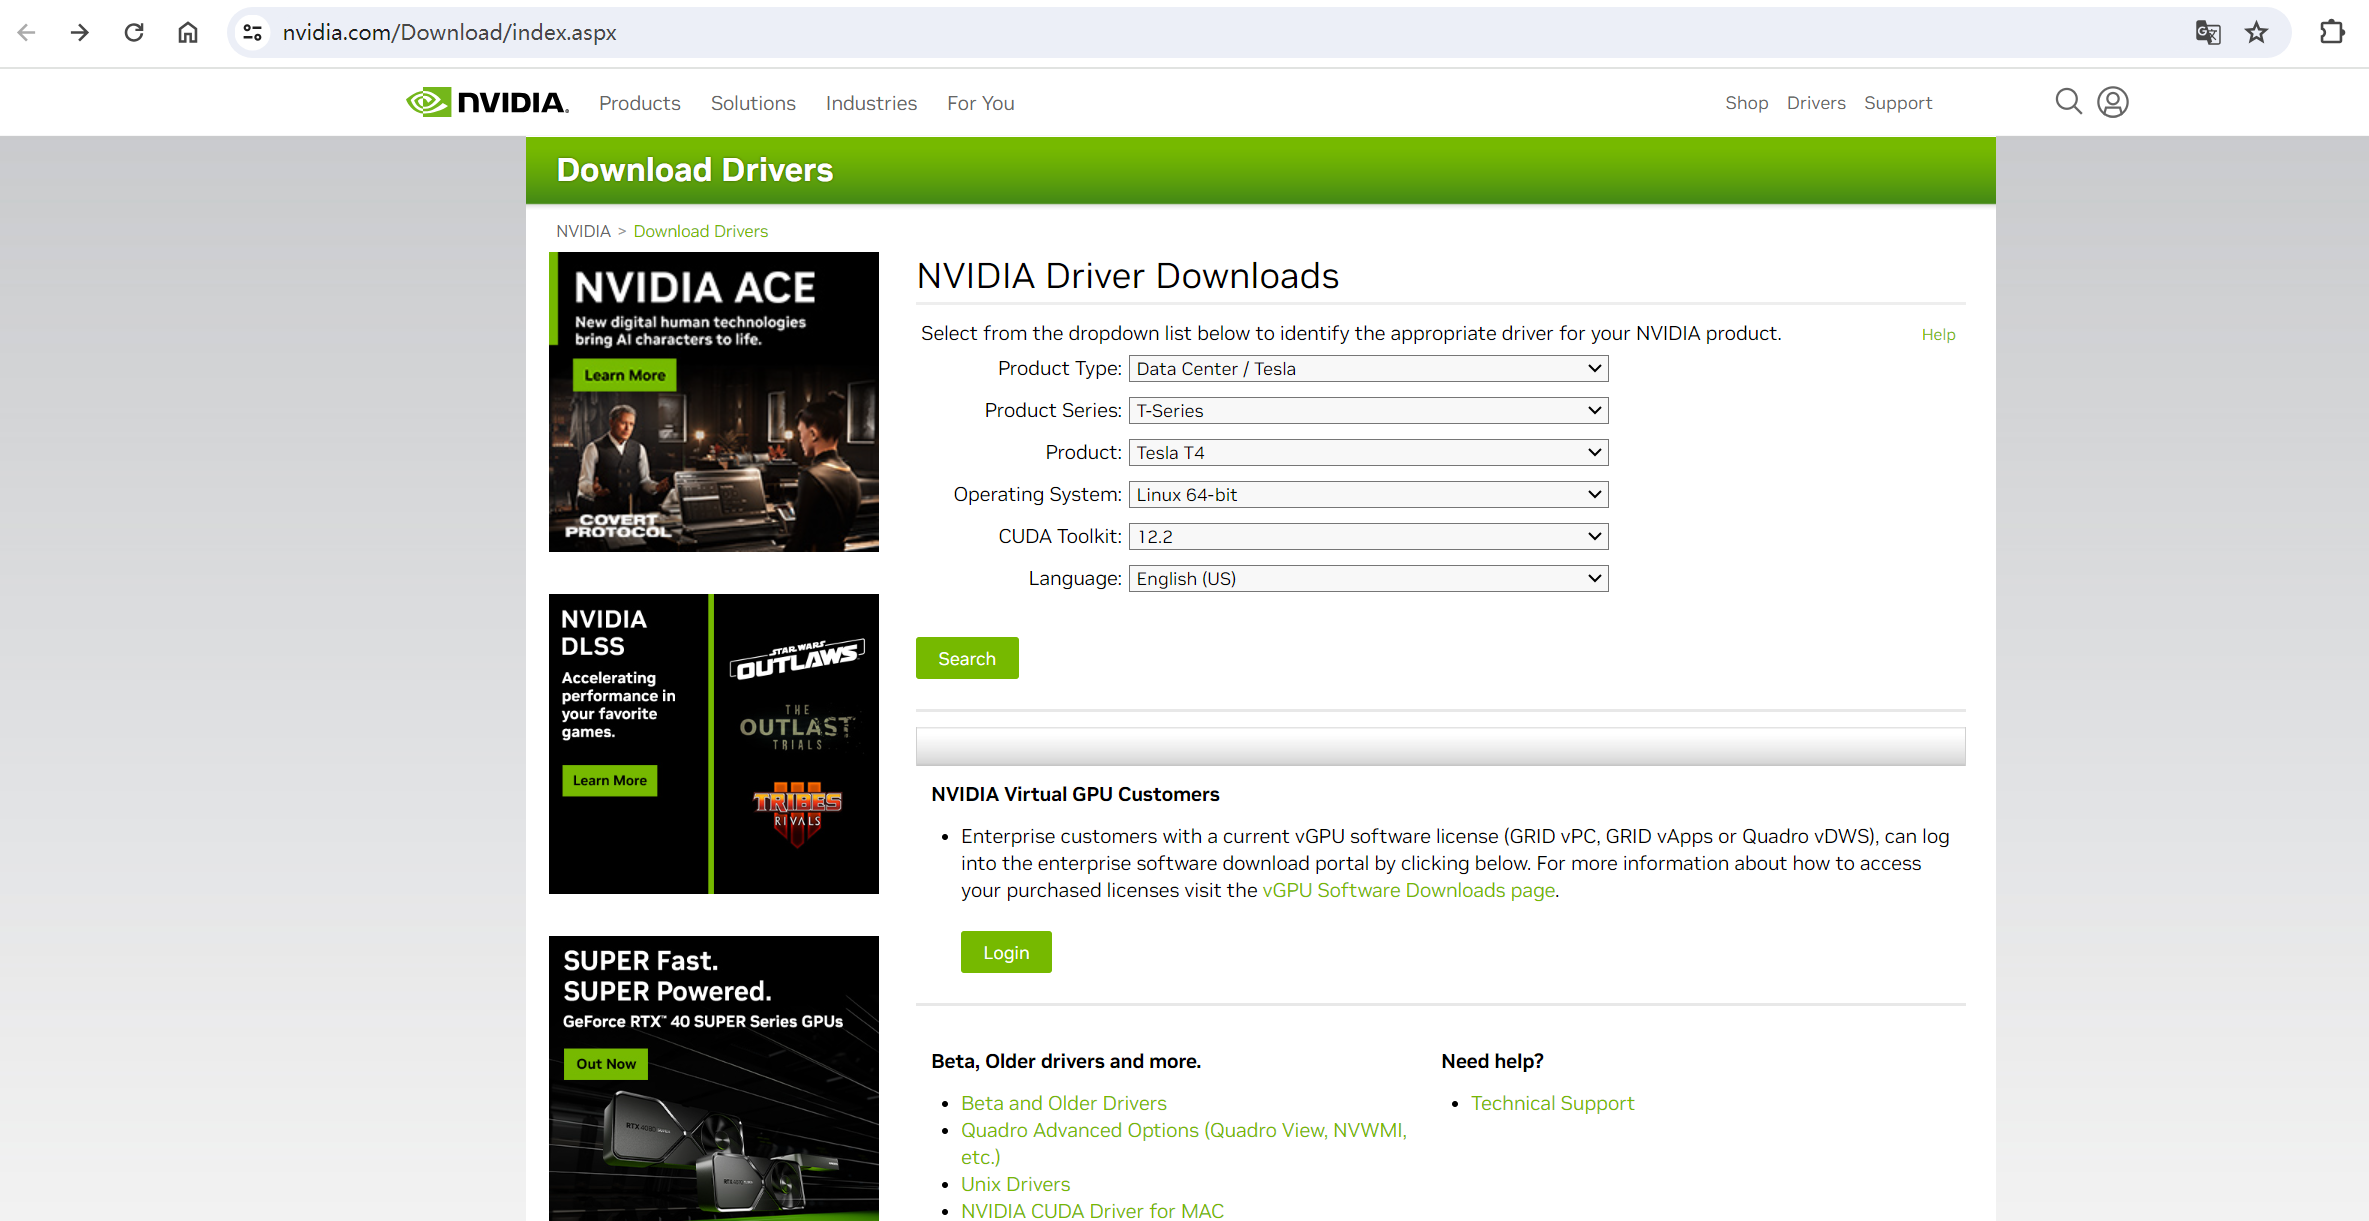 nvidia.com/Download/index.aspx
NVIDIA.
Products
Solutions
Industries
For You
Shop
Drivers
Support
Download Drivers
NVIDIA > Download Drivers
NVIDIA ACE
New digital human technologies
bring AI characters to life.
Learn More
COVERT
PROTOCOL
NVIDIA
DLSS
Accelerating
performance in
your favorite
games.
Learn More
STAR WARS
OUTLAWS
THE
OUTLAST
TRIALS
TRIBES
RIVALS
SUPER Fast.
SUPER Powered.
GeForce RTX™ 40 SUPER Series GPUs
Out Now
NVIDIA Driver Downloads
Select from the dropdown list below to identify the appropriate driver for your NVIDIA product.
Help
Product Type: Data Center / Tesla
Product Series: T-Series
Product: Tesla T4
Operating System: Linux 64-bit
CUDA Toolkit: 12.2
Language: English (US)
Search
NVIDIA Virtual GPU Customers
• Enterprise customers with a current vGPU software license (GRID vPC, GRID vApps or Quadro vDWS), can log
into the enterprise software download portal by clicking below. For more information about how to access
your purchased licenses visit the vGPU Software Downloads page.
Login
Beta, Older drivers and more.
• Beta and Older Drivers
• Quadro Advanced Options (Quadro View, NVWMI,
etc.)
• Unix Drivers
• NVIDIA CUDA Driver for MAC
Need help?
• Technical Support